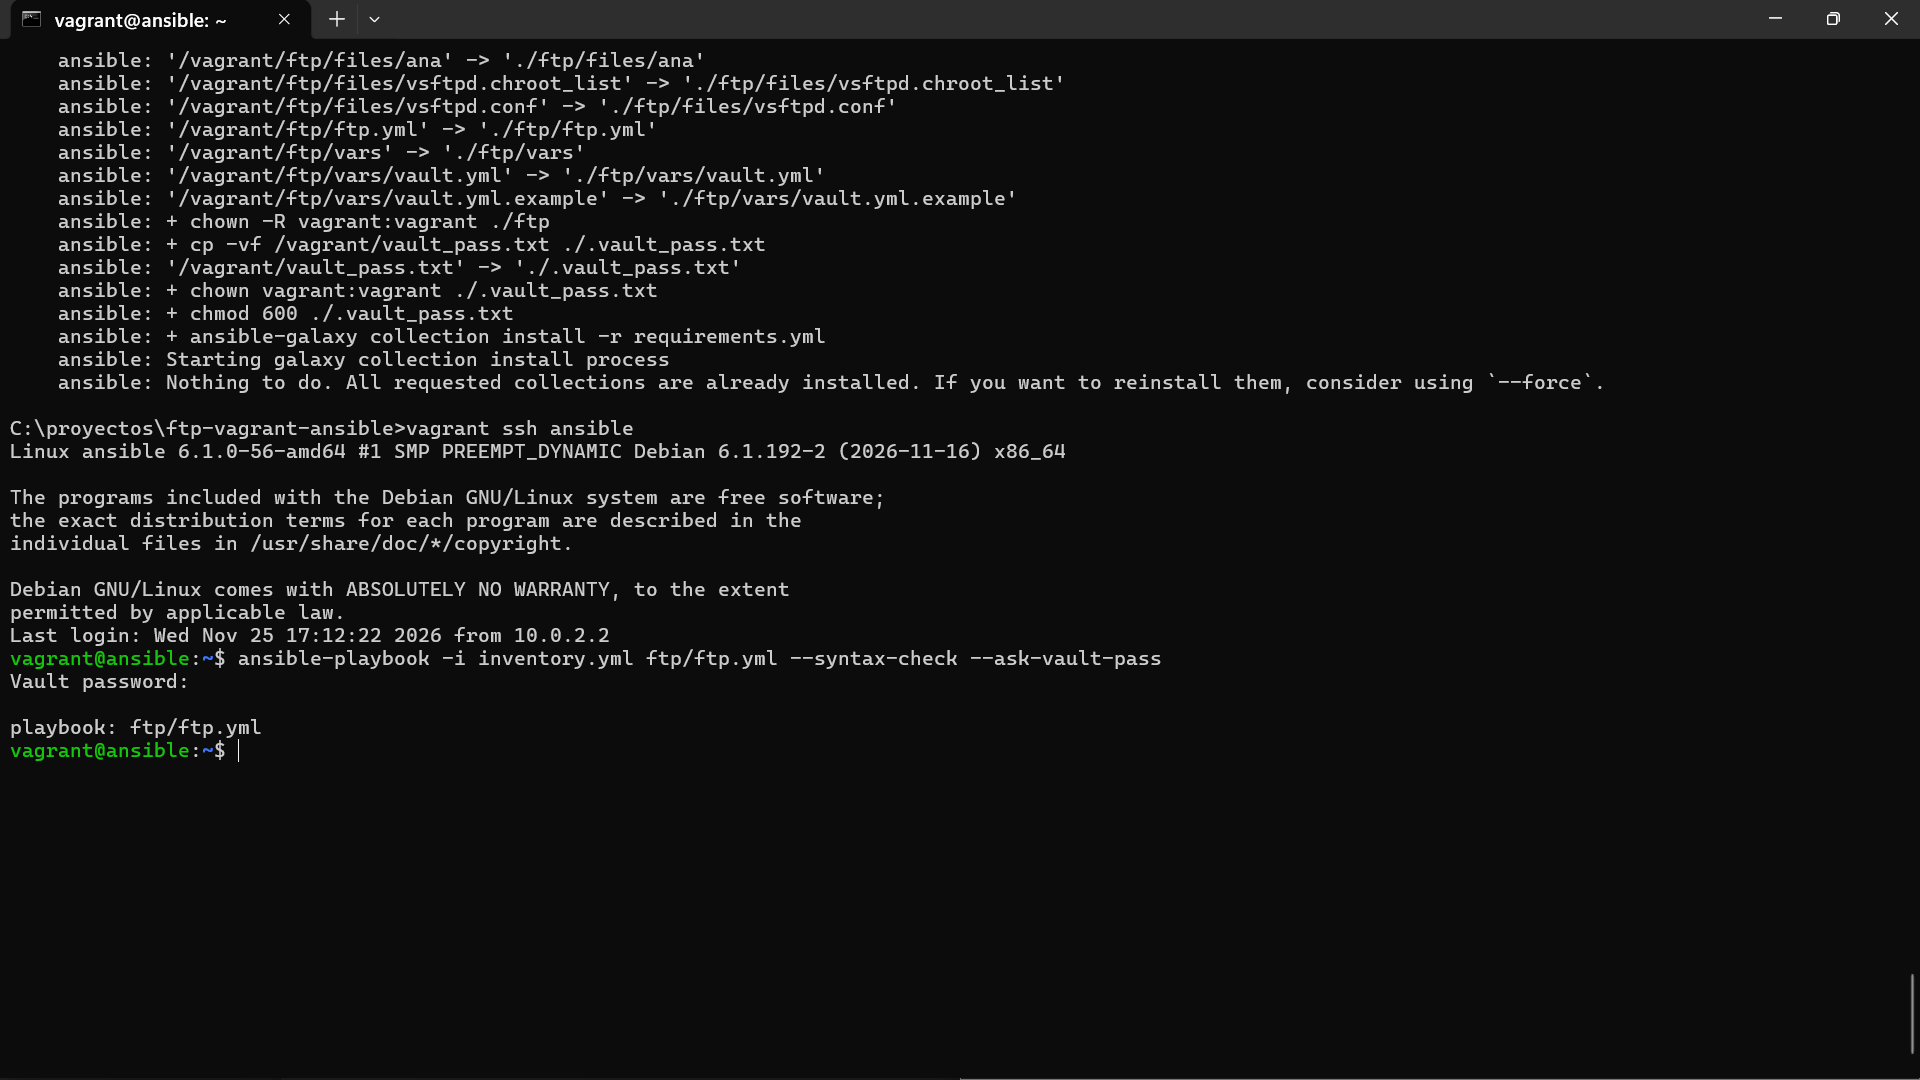 vagrant@ansible: ~
ansible: '/vagrant/ftp/files/ana' -> './ftp/files/ana'
ansible: '/vagrant/ftp/files/vsftpd.chroot_list' -> './ftp/files/vsftpd.chroot_list'
ansible: '/vagrant/ftp/files/vsftpd.conf' -> './ftp/files/vsftpd.conf'
ansible: '/vagrant/ftp/ftp.yml' -> './ftp/ftp.yml'
ansible: '/vagrant/ftp/vars' -> './ftp/vars'
ansible: '/vagrant/ftp/vars/vault.yml' -> './ftp/vars/vault.yml'
ansible: '/vagrant/ftp/vars/vault.yml.example' -> './ftp/vars/vault.yml.example'
ansible: + chown -R vagrant:vagrant ./ftp
ansible: + cp -vf /vagrant/vault_pass.txt ./.vault_pass.txt
ansible: '/vagrant/vault_pass.txt' -> './.vault_pass.txt'
ansible: + chown vagrant:vagrant ./.vault_pass.txt
ansible: + chmod 600 ./.vault_pass.txt
ansible: + ansible-galaxy collection install -r requirements.yml
ansible: Starting galaxy collection install process
ansible: Nothing to do. All requested collections are already installed. If you want to reinstall them, consider using `--force`.
C:\proyectos\ftp-vagrant-ansible>vagrant ssh ansible
Linux ansible 6.1.0-56-amd64 #1 SMP PREEMPT_DYNAMIC Debian 6.1.192-2 (2026-11-16) x86_64
The programs included with the Debian GNU/Linux system are free software;
the exact distribution terms for each program are described in the
individual files in /usr/share/doc/*/copyright.
Debian GNU/Linux comes with ABSOLUTELY NO WARRANTY, to the extent
permitted by applicable law.
Last login: Wed Nov 25 17:12:22 2026 from 10.0.2.2
vagrant@ansible:~$ ansible-playbook -i inventory.yml ftp/ftp.yml --syntax-check --ask-vault-pass
Vault password:
playbook: ftp/ftp.yml
vagrant@ansible:~$